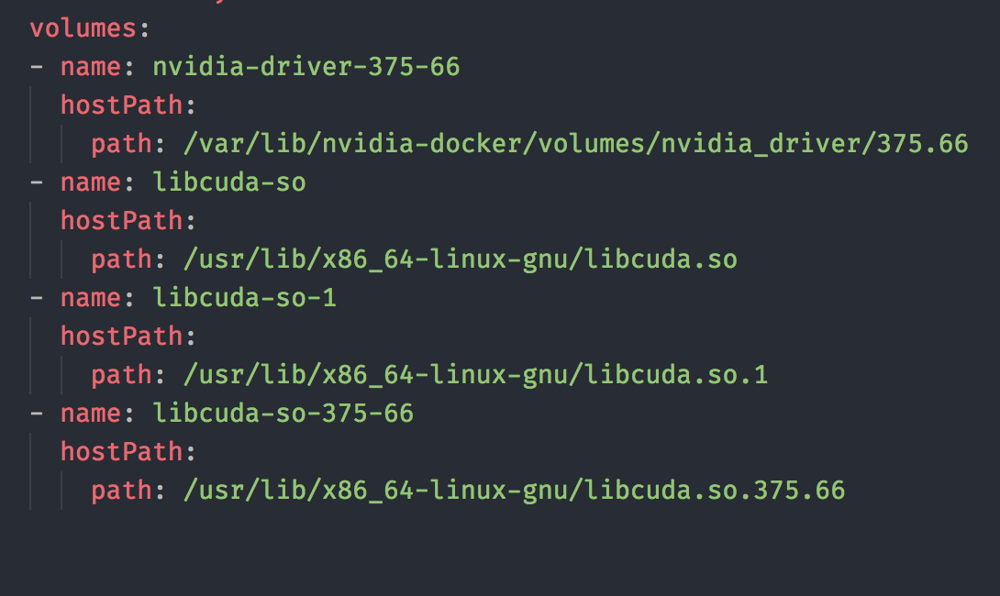 volumes:
- name: nvidia-driver-375-66
hostPath:
path: /var/lib/nvidia-docker/volumes/nvidia_driver/375.66
- name: libcuda-so
hostPath:
path: /usr/lib/x86_64-linux-gnu/libcuda.so
- name: libcuda-so-1
hostPath:
path: /usr/lib/x86_64-linux-gnu/libcuda.so.1
- name: libcuda-so-375-66
hostPath:
path: /usr/lib/x86_64-linux-gnu/libcuda.so.375.66